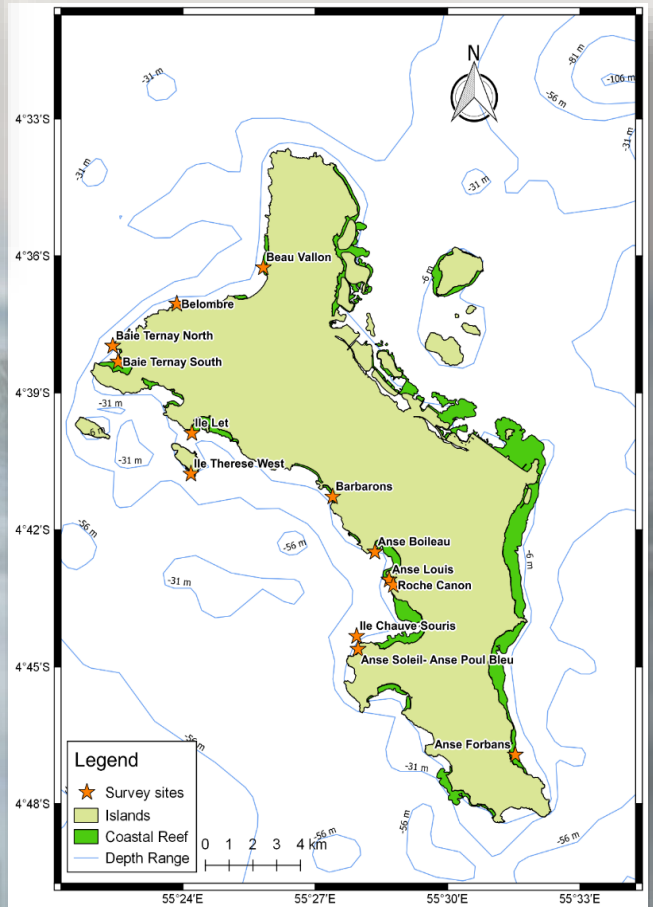 N
-31 m
-81 m
-56 m
-106 m
4°33'S
-31 m
-31 m
-31 m
4°36'S
Beau Vallon
-6 m
Belombre
Baie Ternay North
Baie Ternay South
4°39'S
-31 m
Ile Let
-6 m
-31 m
Ile Therese West
Barbarons
4°42'S
-56 m
-56 m
Anse Boileau
-6 m
Anse Louis
-31 m
Roche Canon
Ile Chauve Souris
4°45'S
Anse Soleil- Anse Poul Bleu
-56 m
Anse Forbans
-31 m
Legend
Survey sites
4°48'S
Islands
Coastal Reef
Depth Range
0 1 2 3 4 km
-56 m
-56 m
-56 m
55°24'E
55°27'E
55°30'E
55°33'E